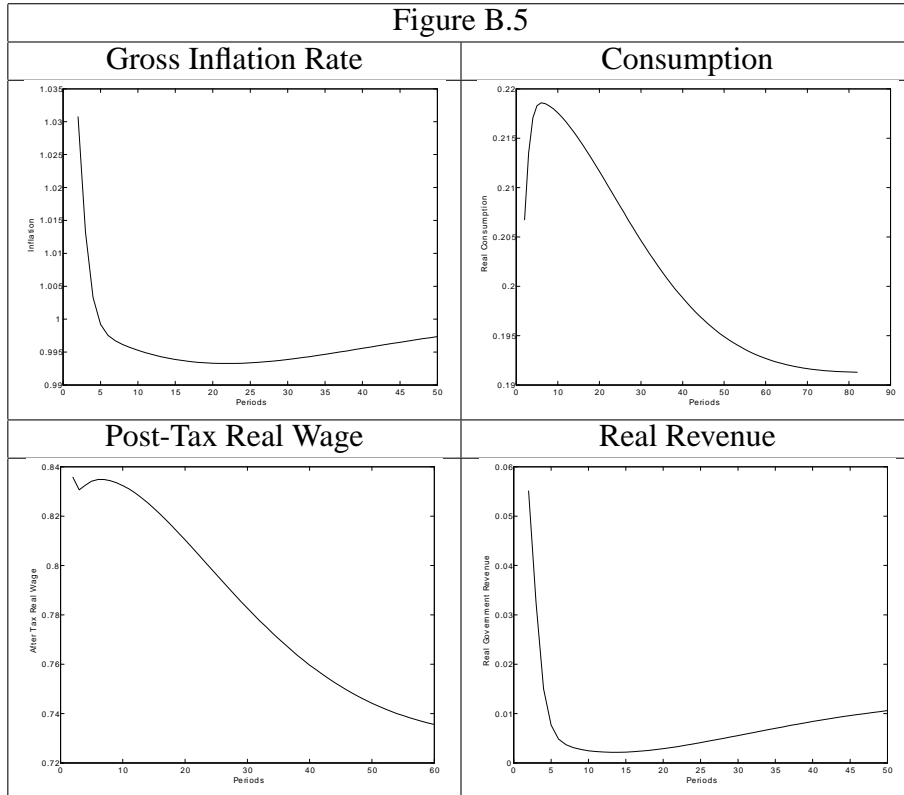 Figure B.5
Gross Inflation Rate
Consumption
1.035
1.03
1.025
1.02
1.015
1.01
1.005
1
0.995
0.99
Inflation
0 5 10 15 20 25 30 35 40 45 50
Periods
0.22
0.215
0.21
0.205
0.2
0.195
0.19
Real Consumption
0 10 20 30 40 50 60 70 80 90
Periods
Post-Tax Real Wage
Real Revenue
0.84
0.82
0.8
0.78
0.76
0.74
0.72
After Tax Real Wage
0 10 20 30 40 50 60
Periods
0.06
0.05
0.04
0.03
0.02
0.01
0
Real Government Revenue
0 5 10 15 20 25 30 35 40 45 50
Periods